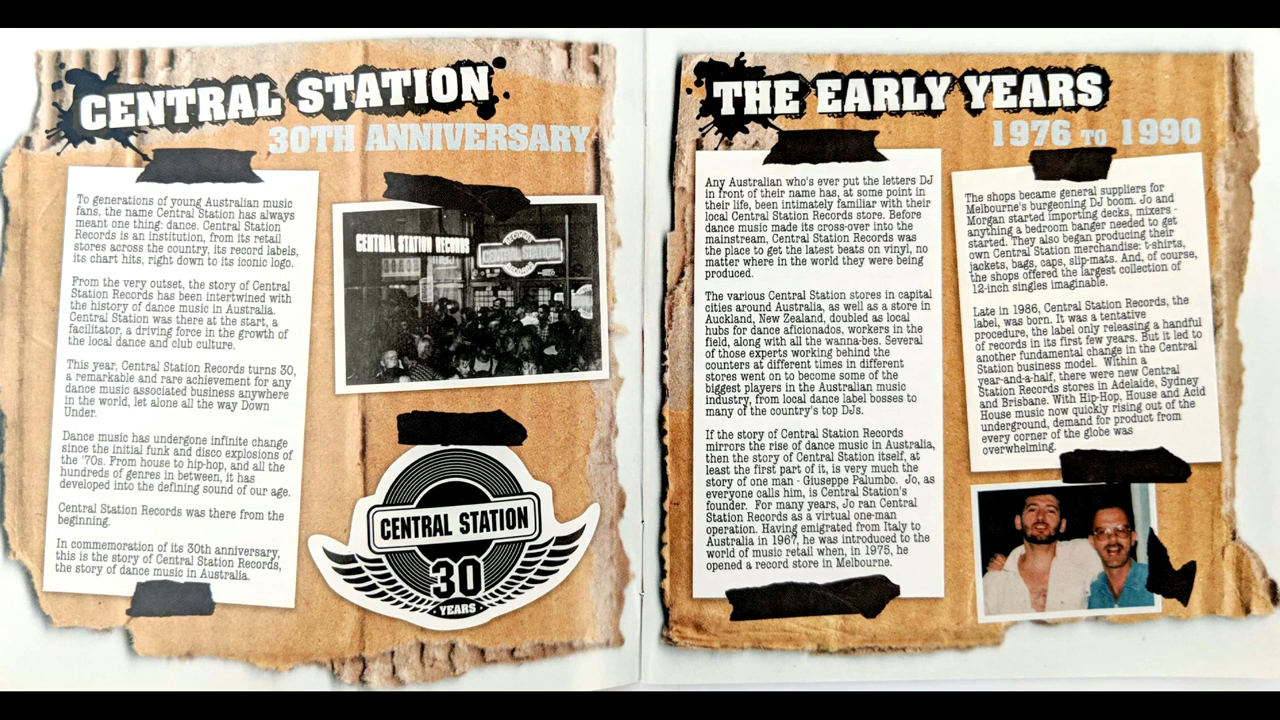 CENTRAL STATION
30TH ANNIVERSARY
To generations of young Australian music
fans, the name Central Station has always
meant one thing: dance. Central Station
Records is an institution, from its retail
stores across the country, its record labels,
its chart hits, right down to its iconic logo.
From the very outset, the story of Central
Station Records has been intertwined with
the history of dance music in Australia.
Central Station was there at the start, a
facilitator, a driving force in the growth of
the local dance and club culture.
This year, Central Station Records turns 30,
a remarkable and rare achievement for any
dance music associated business anywhere
in the world, let alone all the way Down
Under.
Dance music has undergone infinite change
since the initial funk and disco explosions of
the '70s. From house to hip-hop, and all the
hundreds of genres in between, it has
developed into the defining sound of our age.
Central Station Records was there from the
beginning.
In commemoration of its 30th anniversary,
this is the story of Central Station Records,
the story of dance music in Australia.
CENTRAL STATION RECORDS
RECORDS
CENTRAL STATION
RECORDS
CENTRAL STATION
30
· YEARS ·
THE EARLY YEARS
1976 TO 1990
Any Australian who's ever put the letters DJ
in front of their name has, at some point in
their life, been intimately familiar with their
local Central Station Records store. Before
dance music made its cross-over into the
mainstream, Central Station Records was
the place to get the latest beats on vinyl, no
matter where in the world they were being
produced.
The various Central Station stores in capital
cities around Australia, as well as a store in
Auckland, New Zealand, doubled as local
hubs for dance aficionados, workers in the
field, along with all the wanna-bes. Several
of those experts working behind the
counters at different times in different
stores went on to become some of the
biggest players in the Australian music
industry, from local dance label bosses to
many of the country's top DJs.
If the story of Central Station Records
mirrors the rise of dance music in Australia,
then the story of Central Station itself, at
least the first part of it, is very much the
story of one man - Giuseppe Palumbo. Jo, as
everyone calls him, is Central Station's
founder. For many years, Jo ran Central
Station Records as a virtual one-man
operation. Having emigrated from Italy to
Australia in 1967, he was introduced to the
world of music retail when, in 1975, he
opened a record store in Melbourne.
The shops became general suppliers for
Melbourne's burgeoning DJ boom. Jo and
Morgan started importing decks, mixers -
anything a bedroom banger needed to get
started. They also began producing their
own Central Station merchandise: t-shirts,
jackets, bags, caps, slip-mats. And, of course,
the shops offered the largest collection of
12-inch singles imaginable.
Late in 1986, Central Station Records, the
label, was born. It was a tentative
procedure, the label only releasing a handful
of records in its first few years. But it led to
another fundamental change in the Central
Station business model. Within a
year-and-a-half, there were new Central
Station Records stores in Adelaide, Sydney
and Brisbane. With Hip-Hop, House and Acid
House music now quickly rising out of the
underground, demand for product from
every corner of the globe was
overwhelming.